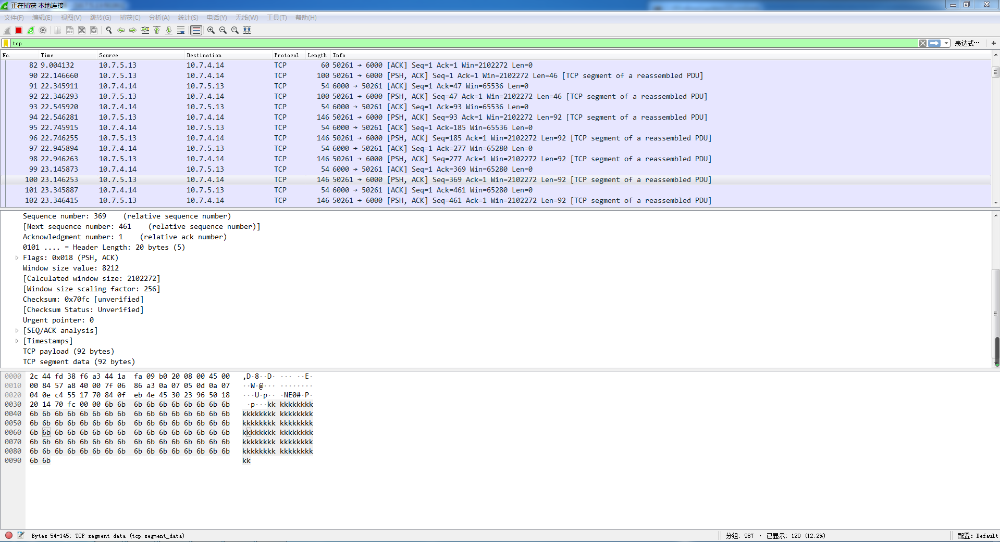 正在捕获 本地连接
文件(F) 编辑(E) 视图(V) 跳转(G) 捕获(C) 分析(A) 统计(S) 电话(Y) 无线(W) 工具(T) 帮助(H)
tcp 表达式… +
No. Time Source Destination Protocol Length Info
82 9.004132 10.7.5.13 10.7.4.14 TCP 60 50261 → 6000 [ACK] Seq=1 Ack=1 Win=2102272 Len=0
90 22.146660 10.7.5.13 10.7.4.14 TCP 100 50261 → 6000 [PSH, ACK] Seq=1 Ack=1 Win=2102272 Len=46 [TCP segment of a reassembled PDU]
91 22.345911 10.7.4.14 10.7.5.13 TCP 54 6000 → 50261 [ACK] Seq=1 Ack=47 Win=65536 Len=0
92 22.346293 10.7.5.13 10.7.4.14 TCP 100 50261 → 6000 [PSH, ACK] Seq=47 Ack=1 Win=2102272 Len=46 [TCP segment of a reassembled PDU]
93 22.545920 10.7.4.14 10.7.5.13 TCP 54 6000 → 50261 [ACK] Seq=1 Ack=93 Win=65536 Len=0
94 22.546281 10.7.5.13 10.7.4.14 TCP 146 50261 → 6000 [PSH, ACK] Seq=93 Ack=1 Win=2102272 Len=92 [TCP segment of a reassembled PDU]
95 22.745915 10.7.4.14 10.7.5.13 TCP 54 6000 → 50261 [ACK] Seq=1 Ack=185 Win=65536 Len=0
96 22.746255 10.7.5.13 10.7.4.14 TCP 146 50261 → 6000 [PSH, ACK] Seq=185 Ack=1 Win=2102272 Len=92 [TCP segment of a reassembled PDU]
97 22.945894 10.7.4.14 10.7.5.13 TCP 54 6000 → 50261 [ACK] Seq=1 Ack=277 Win=65280 Len=0
98 22.946263 10.7.5.13 10.7.4.14 TCP 146 50261 → 6000 [PSH, ACK] Seq=277 Ack=1 Win=2102272 Len=92 [TCP segment of a reassembled PDU]
99 23.145873 10.7.4.14 10.7.5.13 TCP 54 6000 → 50261 [ACK] Seq=1 Ack=369 Win=65280 Len=0
100 23.146253 10.7.5.13 10.7.4.14 TCP 146 50261 → 6000 [PSH, ACK] Seq=369 Ack=1 Win=2102272 Len=92 [TCP segment of a reassembled PDU]
101 23.345887 10.7.4.14 10.7.5.13 TCP 54 6000 → 50261 [ACK] Seq=1 Ack=461 Win=65280 Len=0
102 23.346415 10.7.5.13 10.7.4.14 TCP 146 50261 → 6000 [PSH, ACK] Seq=461 Ack=1 Win=2102272 Len=92 [TCP segment of a reassembled PDU]
Sequence number: 369 (relative sequence number)
[Next sequence number: 461 (relative sequence number)]
Acknowledgment number: 1 (relative ack number)
0101 .... = Header Length: 20 bytes (5)
Flags: 0x018 (PSH, ACK)
Window size value: 8212
[Calculated window size: 2102272]
[Window size scaling factor: 256]
Checksum: 0x70fc [unverified]
[Checksum Status: Unverified]
Urgent pointer: 0
[SEQ/ACK analysis]
[Timestamps]
TCP payload (92 bytes)
TCP segment data (92 bytes)
0000 2c 44 fd 38 f6 a3 44 1a fa 09 b0 20 08 00 45 00 ,D·8··D· ··· ··E·
0010 00 84 57 a8 40 00 7f 06 86 a3 0a 07 05 0d 0a 07 ··W·@··· ········
0020 04 0e c4 55 17 70 84 0f eb 4e 45 30 23 96 50 18 ···U·p·· ·NE0#·P·
0030 20 14 70 fc 00 00 6b 6b 6b 6b 6b 6b 6b 6b 6b 6b ·p···kk kkkkkkkk
0040 6b 6b 6b 6b 6b 6b 6b 6b 6b 6b 6b 6b 6b 6b 6b 6b kkkkkkkk kkkkkkkk
0050 6b 6b 6b 6b 6b 6b 6b 6b 6b 6b 6b 6b 6b 6b 6b 6b kkkkkkkk kkkkkkkk
0060 6b 6b 6b 6b 6b 6b 6b 6b 6b 6b 6b 6b 6b 6b 6b 6b kkkkkkkk kkkkkkkk
0070 6b 6b 6b 6b 6b 6b 6b 6b 6b 6b 6b 6b 6b 6b 6b 6b kkkkkkkk kkkkkkkk
0080 6b 6b 6b 6b 6b 6b 6b 6b 6b 6b 6b 6b 6b 6b 6b 6b kkkkkkkk kkkkkkkk
0090 6b 6b kk
Bytes 54-145: TCP segment data (tcp.segment_data) 分组: 987 · 已显示: 120 (12.2%) 配置: Default